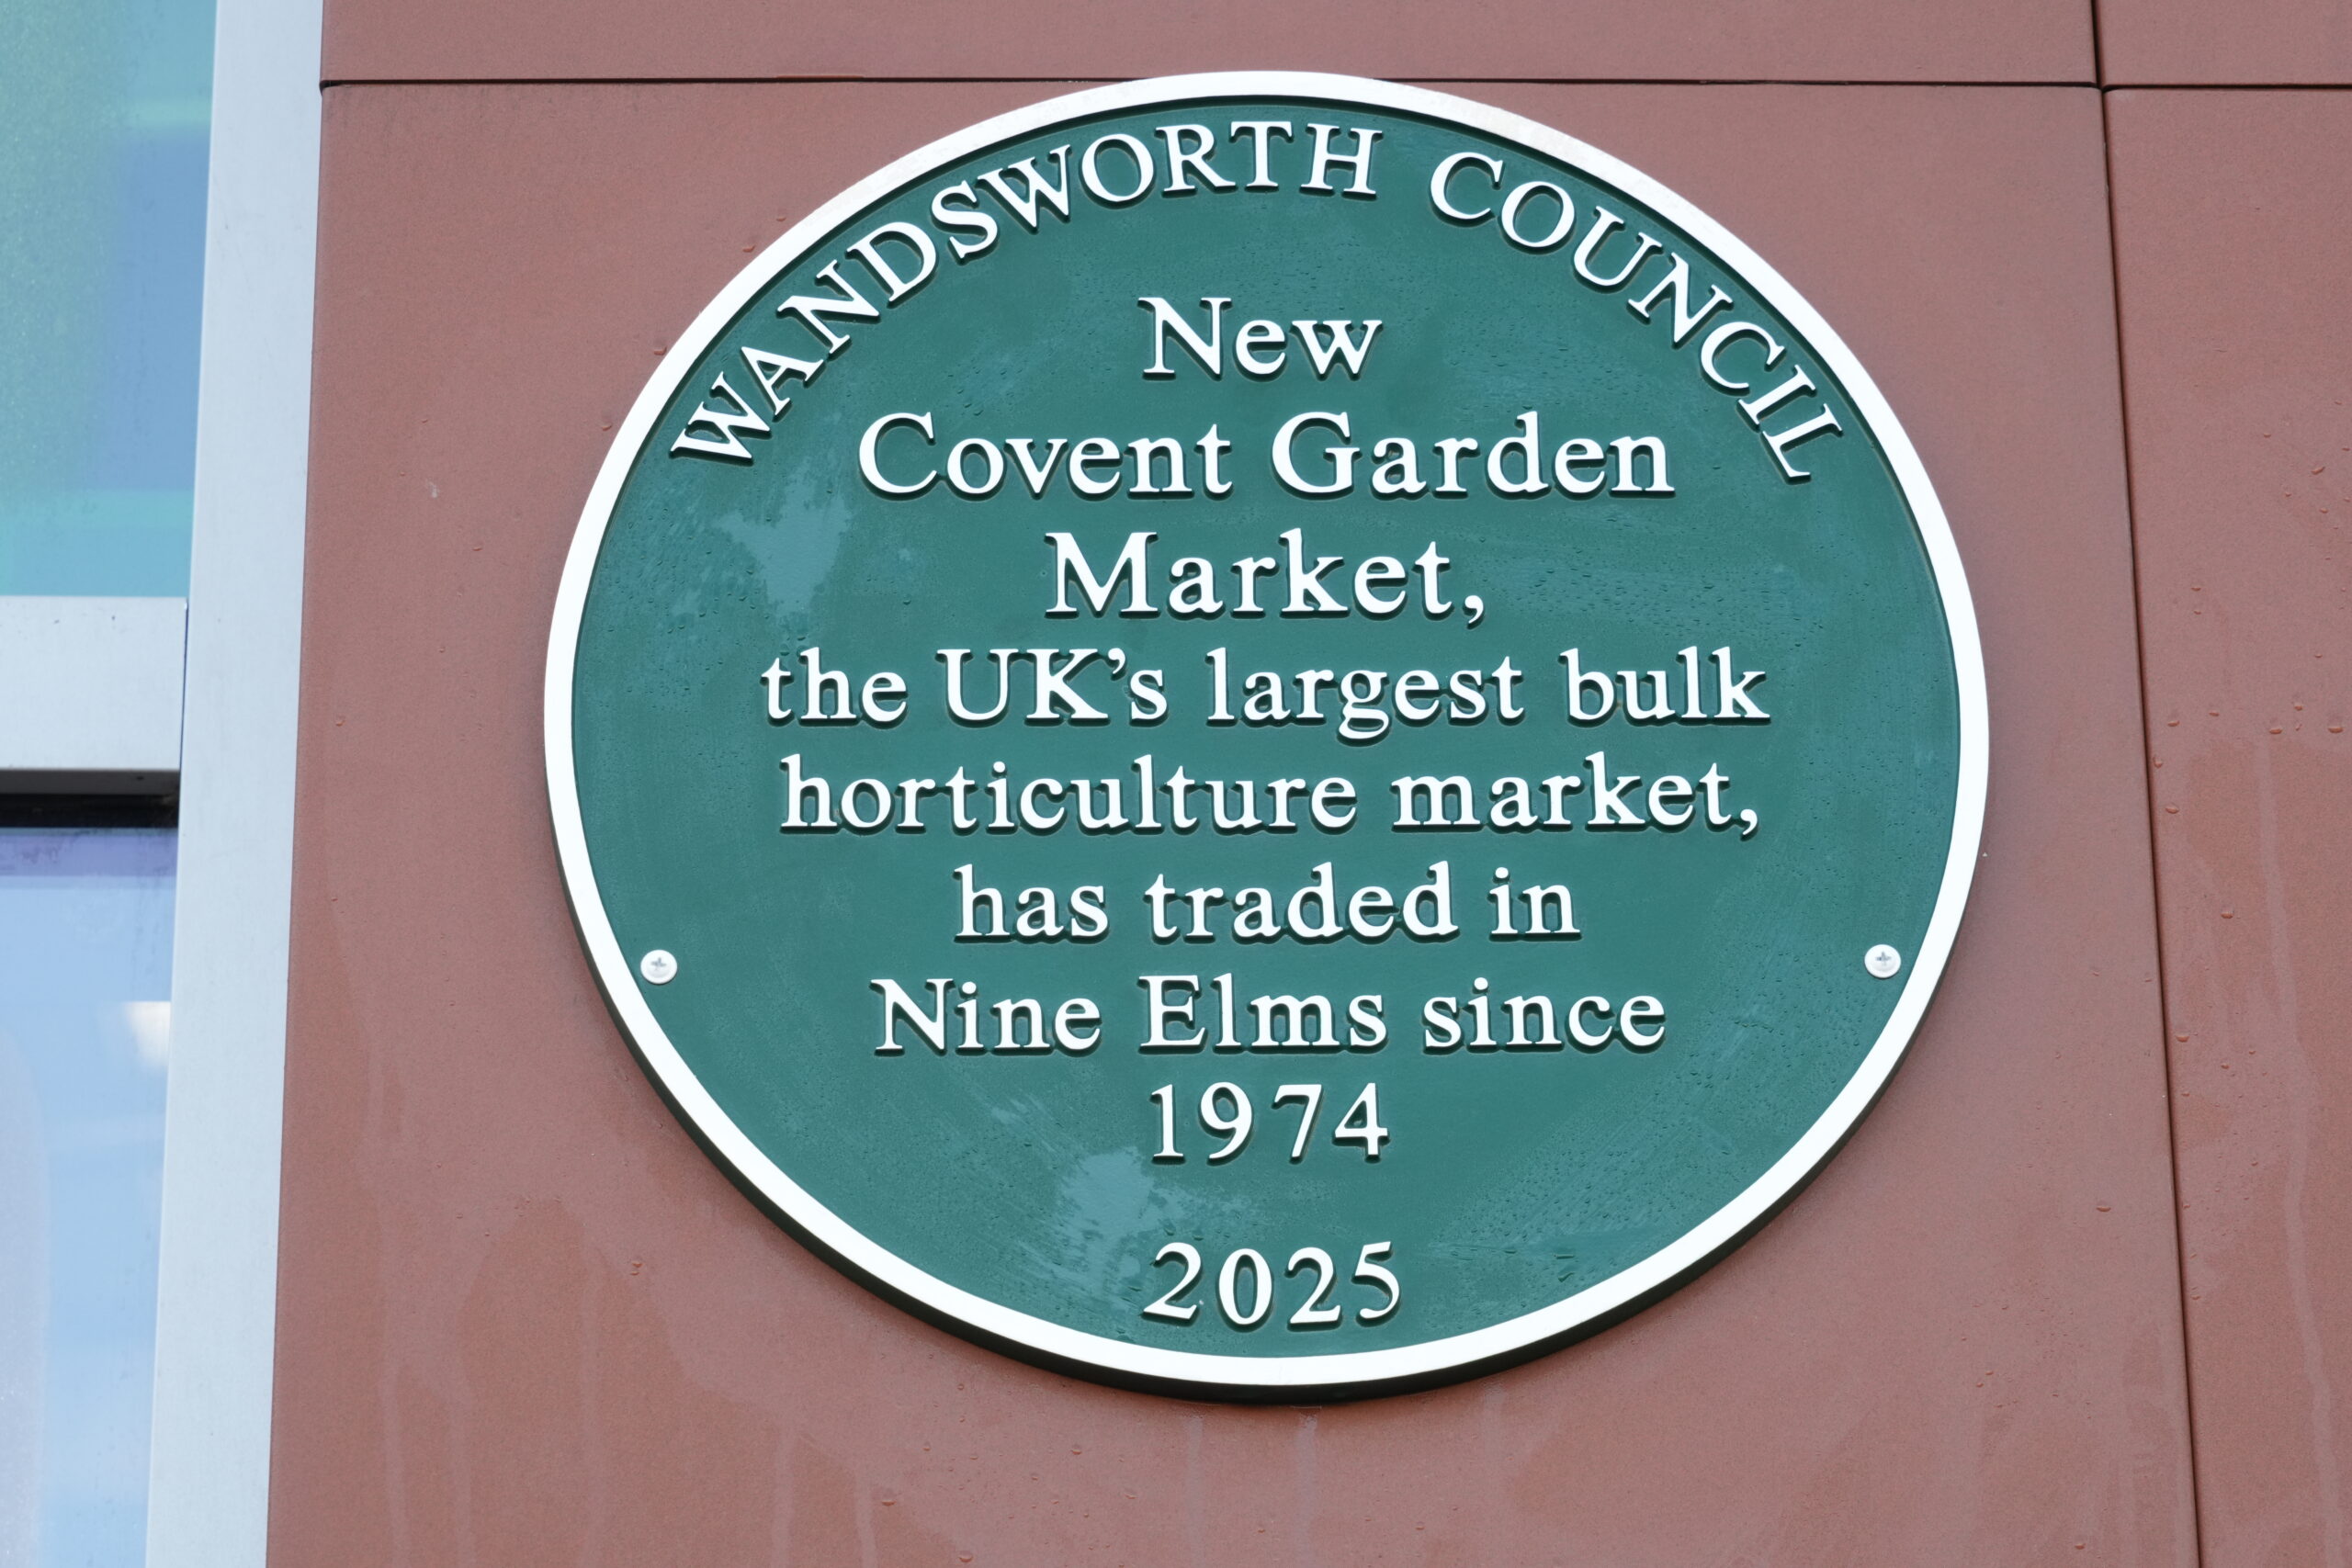 WANDSWORTH COUNCIL
New
Covent Garden
Market,
the UK’s largest bulk
horticulture market,
has traded in
Nine Elms since
1974
2025